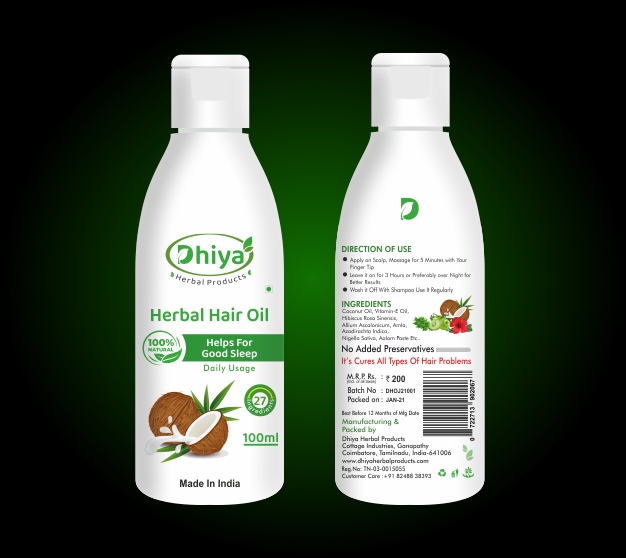 Dhiya
Herbal Products
Herbal Hair Oil
100%
NATURAL
Helps For
Good Sleep
Daily Usage
27
Ingredients
100ml
Made In India
DIRECTION OF USE
Apply on Scalp, Massage for 5 Minutes with Your
Finger Tip
Leave it on for 3 Hours or Preferably over Night for
Better Results
Wash it Off With Shampoo Use It Regularly
INGREDIENTS
Coconut Oil, Vitamin-E Oil,
Hibiscus Rosa Sinensis,
Allium Ascalonicum, Amla,
Azadirachta Indica,
Nigella Sativa, Aalam Paste Etc..
No Added Preservatives
It's Cures All Types Of Hair Problems
M.R.P. Rs. : ₹ 200
Batch No : DHOJ21001
Packed on : JAN-21
Best Before 12 Months of Mfg Date
Manufacturing &
Packed by
Dhiya Herbal Products
Cottage Industries, Ganapathy
Coimbatore, Tamilnadu, India-641006
www.dhiyaherbalproducts.com
Reg.No: TN-03-0015055
Customer Care :+91 82488 38393
0 722713 902067